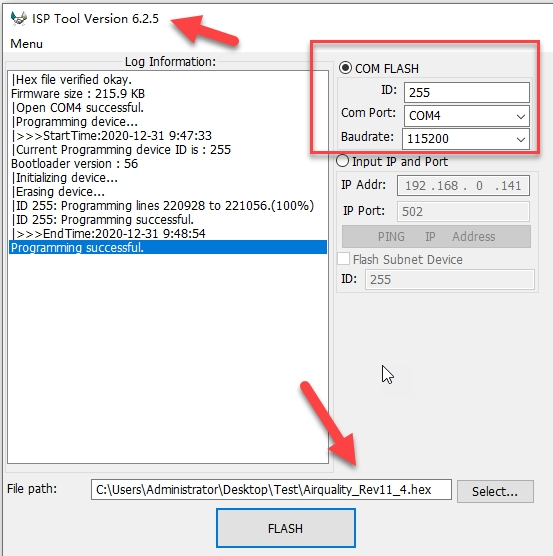 ISP Tool Version 6.2.5
Menu
Log Information:
|Hex file verified okay.
Firmware size : 215.9 KB
|Open COM4 successful.
|Programming device...
|>>>StartTime:2020-12-31 9:47:33
|Current Programming device ID is : 255
Bootloader version : 56
|Initializing device...
|Erasing device...
|ID 255: Programming lines 220928 to 221056.(100%)
|ID 255: Programming successful.
|>>>EndTime:2020-12-31 9:48:54
Programming successful.
COM FLASH
ID: 255
Com Port: COM4
Baudrate: 115200
Input IP and Port
IP Addr: 192 .168 . 0 .141
IP Port: 502
PING IP Address
Flash Subnet Device
ID: 255
File path: C:\Users\Administrator\Desktop\Test\Airquality_Rev11_4.hex Select...
FLASH